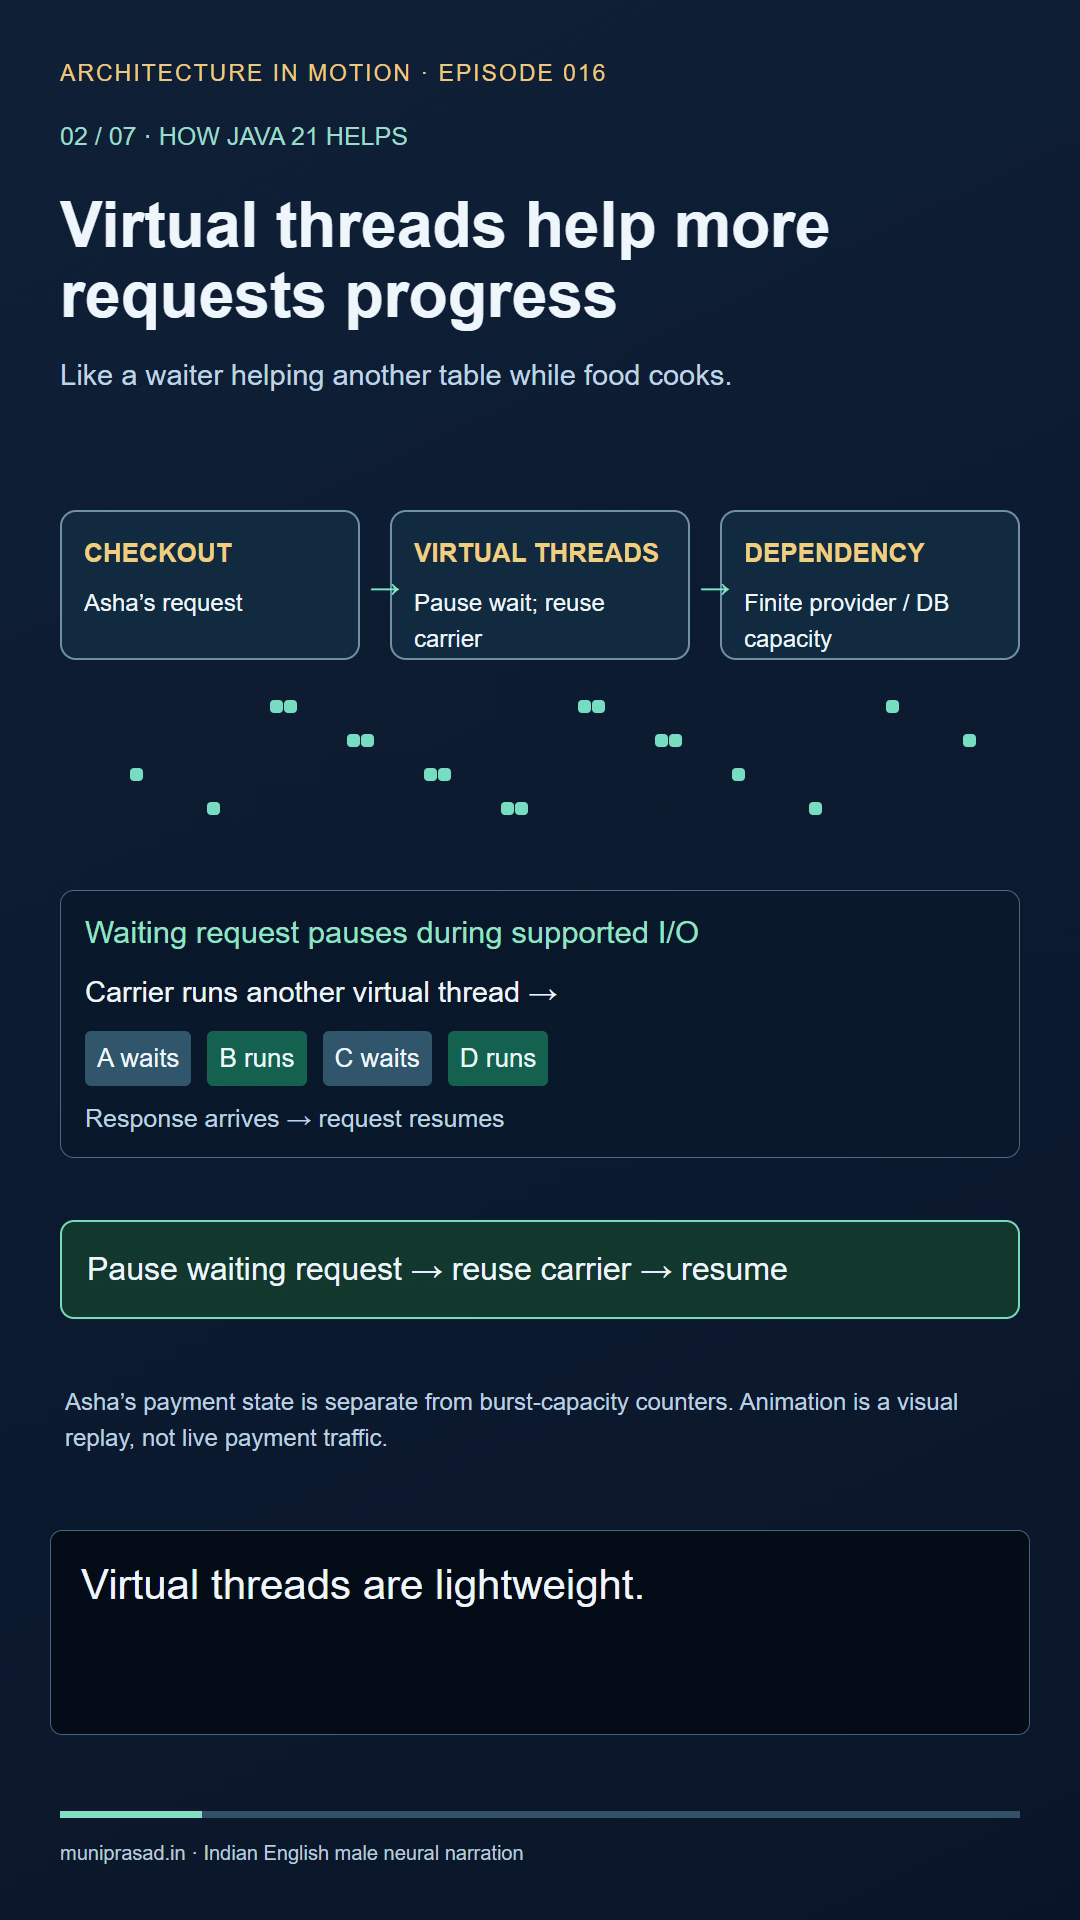 ARCHITECTURE IN MOTION · EPISODE 016
02 / 07 · HOW JAVA 21 HELPS
Virtual threads help more
requests progress
Like a waiter helping another table while food cooks.
CHECKOUT
Asha’s request
→
VIRTUAL THREADS
Pause wait; reuse
carrier
→
DEPENDENCY
Finite provider / DB
capacity
Waiting request pauses during supported I/O
Carrier runs another virtual thread →
A waits B runs C waits D runs
Response arrives → request resumes
Pause waiting request → reuse carrier → resume
Asha’s payment state is separate from burst-capacity counters. Animation is a visual
replay, not live payment traffic.
Virtual threads are lightweight.
muniprasad.in · Indian English male neural narration